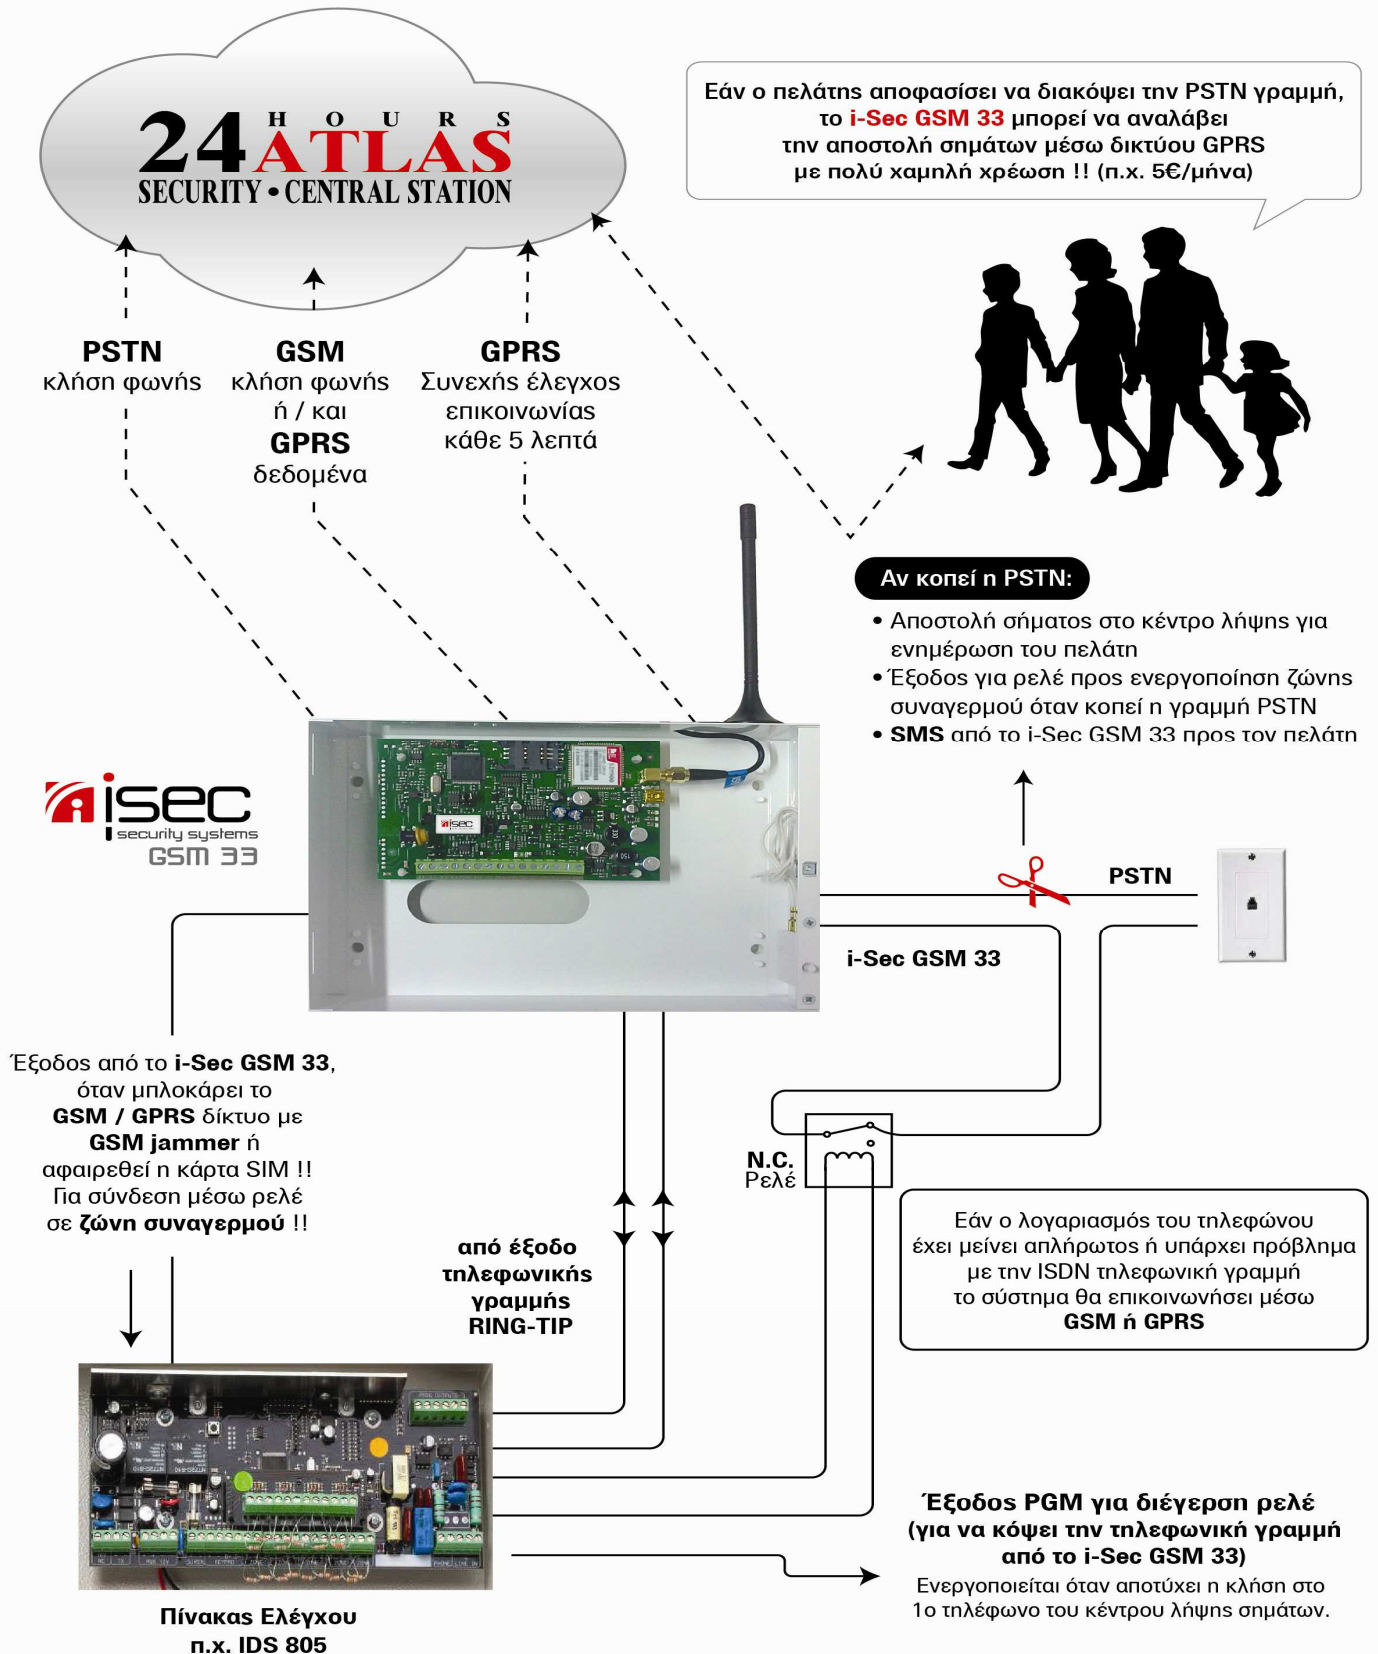 24 HOURS
ATLAS
SECURITY • CENTRAL STATION
Εάν ο πελάτης αποφασίσει να διακόψει την PSTN γραμμή,
το i-Sec GSM 33 μπορεί να αναλάβει
την αποστολή σημάτων μέσω δικτύου GPRS
με πολύ χαμηλή χρέωση !! (π.χ. 5€/μήνα)
PSTN
κλήση φωνής
GSM
κλήση φωνής
ή / και
GPRS
δεδομένα
GPRS
Συνεχής έλεγχος
επικοινωνίας
κάθε 5 λεπτά
Αν κοπεί η PSTN:
• Αποστολή σήματος στο κέντρο λήψης για
ενημέρωση του πελάτη
• Έξοδος για ρελέ προς ενεργοποίηση ζώνης
συναγερμού όταν κοπεί η γραμμή PSTN
• SMS από το i-Sec GSM 33 προς τον πελάτη
isec
security systems
GSM 33
isec
PSTN
i-Sec GSM 33
Έξοδος από το i-Sec GSM 33,
όταν μπλοκάρει το
GSM / GPRS δίκτυο με
GSM jammer ή
αφαιρεθεί η κάρτα SIM !!
Για σύνδεση μέσω ρελέ
σε ζώνη συναγερμού !!
N.C.
Ρελέ
από έξοδο
τηλεφωνικής
γραμμής
RING-TIP
Εάν ο λογαριασμός του τηλεφώνου
έχει μείνει απλήρωτος ή υπάρχει πρόβλημα
με την ISDN τηλεφωνική γραμμή
το σύστημα θα επικοινωνήσει μέσω
GSM ή GPRS
Έξοδος PGM για διέγερση ρελέ
(για να κόψει την τηλεφωνική γραμμή
από το i-Sec GSM 33)
Ενεργοποιείται όταν αποτύχει η κλήση στο
1ο τηλέφωνο του κέντρου λήψης σημάτων.
Πίνακας Ελέγχου
π.χ. IDS 805